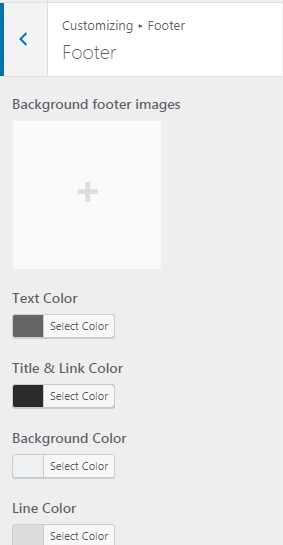 Customizing ▸ Footer
Footer
Background footer images
Text Color
Select Color
Title & Link Color
Select Color
Background Color
Select Color
Line Color
Select Color